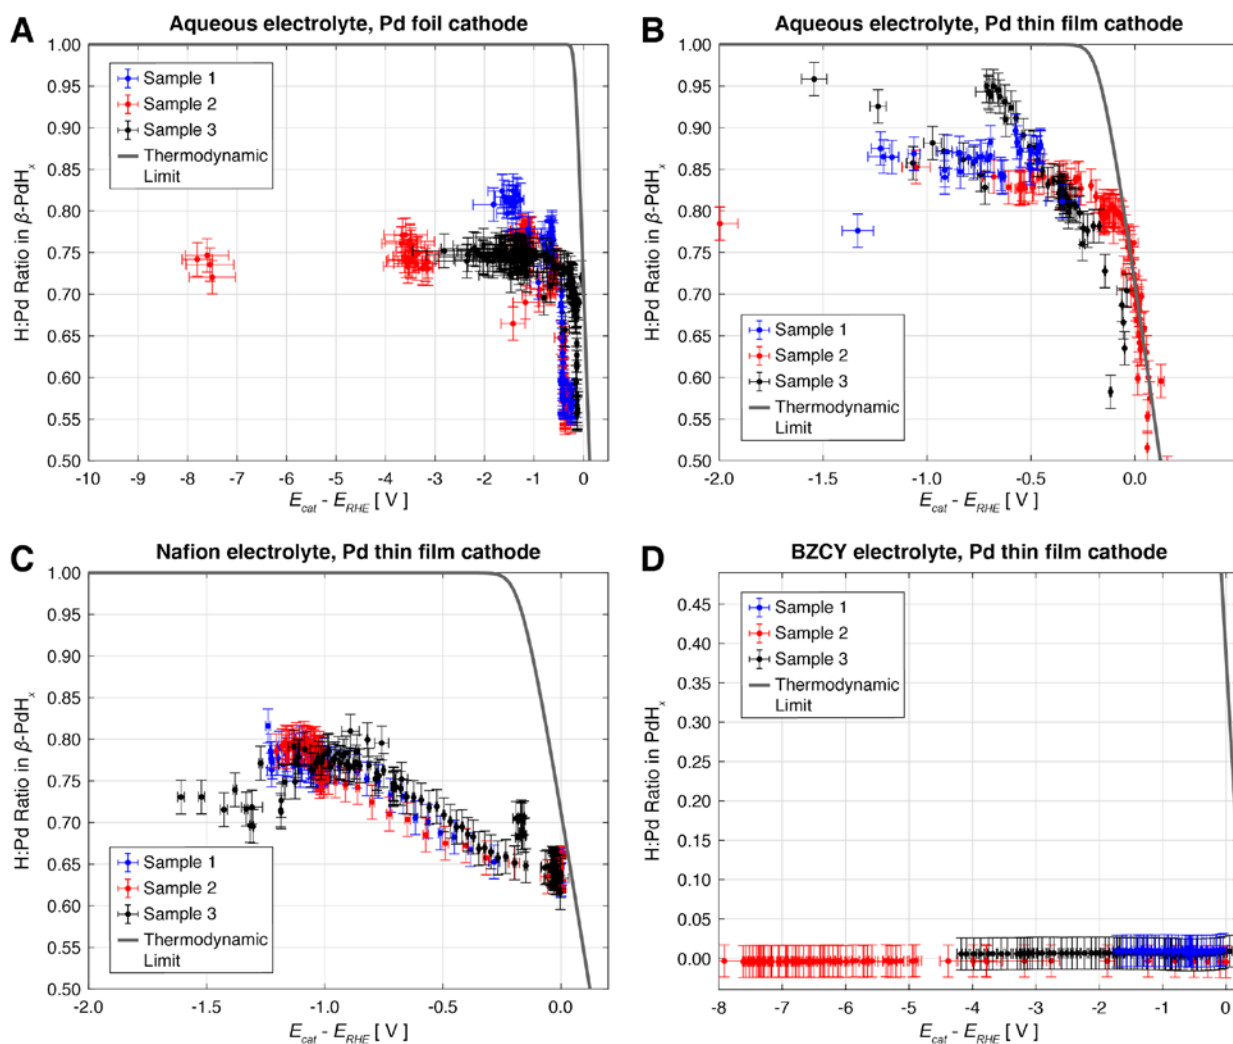 A
Aqueous electrolyte, Pd foil cathode
1.00
0.95
0.90
0.85
0.80
0.75
0.70
0.65
0.60
0.55
0.50
H:Pd Ratio in β-PdHₓ
Sample 1
Sample 2
Sample 3
Thermodynamic
Limit
-10 -9 -8 -7 -6 -5 -4 -3 -2 -1 0 1
E_cat - E_RHE [ V ]
B
Aqueous electrolyte, Pd thin film cathode
1.00
0.95
0.90
0.85
0.80
0.75
0.70
0.65
0.60
0.55
0.50
H:Pd Ratio in β-PdHₓ
Sample 1
Sample 2
Sample 3
Thermodynamic
Limit
-2.0 -1.5 -1.0 -0.5 0.0
E_cat - E_RHE [ V ]
C
Nafion electrolyte, Pd thin film cathode
1.00
0.95
0.90
0.85
0.80
0.75
0.70
0.65
0.60
0.55
0.50
H:Pd Ratio in β-PdHₓ
Sample 1
Sample 2
Sample 3
Thermodynamic
Limit
-2.0 -1.5 -1.0 -0.5 0.0
E_cat - E_RHE [ V ]
D
BZCY electrolyte, Pd thin film cathode
0.45
0.40
0.35
0.30
0.25
0.20
0.15
0.10
0.05
0.00
H:Pd Ratio in PdHₓ
Sample 1
Sample 2
Sample 3
Thermodynamic
Limit
-8 -7 -6 -5 -4 -3 -2 -1 0
E_cat - E_RHE [ V ]